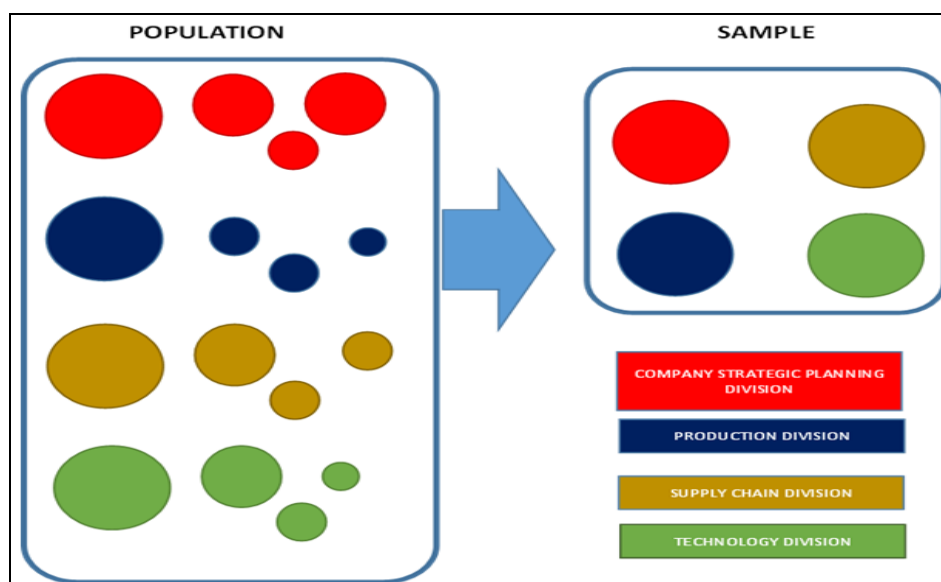 POPULATION
SAMPLE
COMPANY STRATEGIC PLANNING
DIVISION
PRODUCTION DIVISION
SUPPLY CHAIN DIVISION
TECHNOLOGY DIVISION